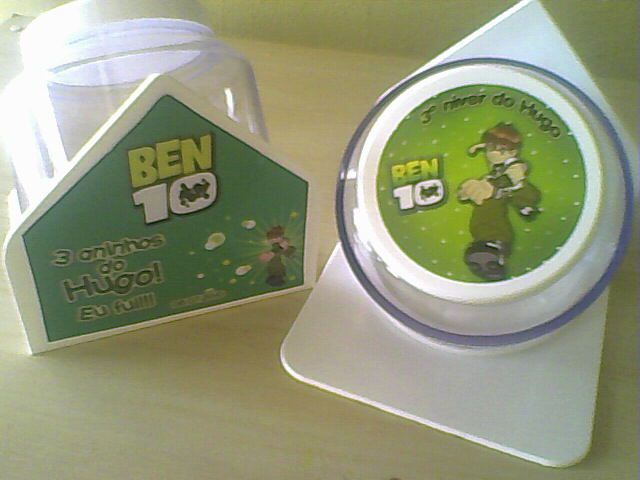 BEN
10
3 aninhos
do
Hugo!
Eu fui!!!
3º niver do Hugo
BEN
10